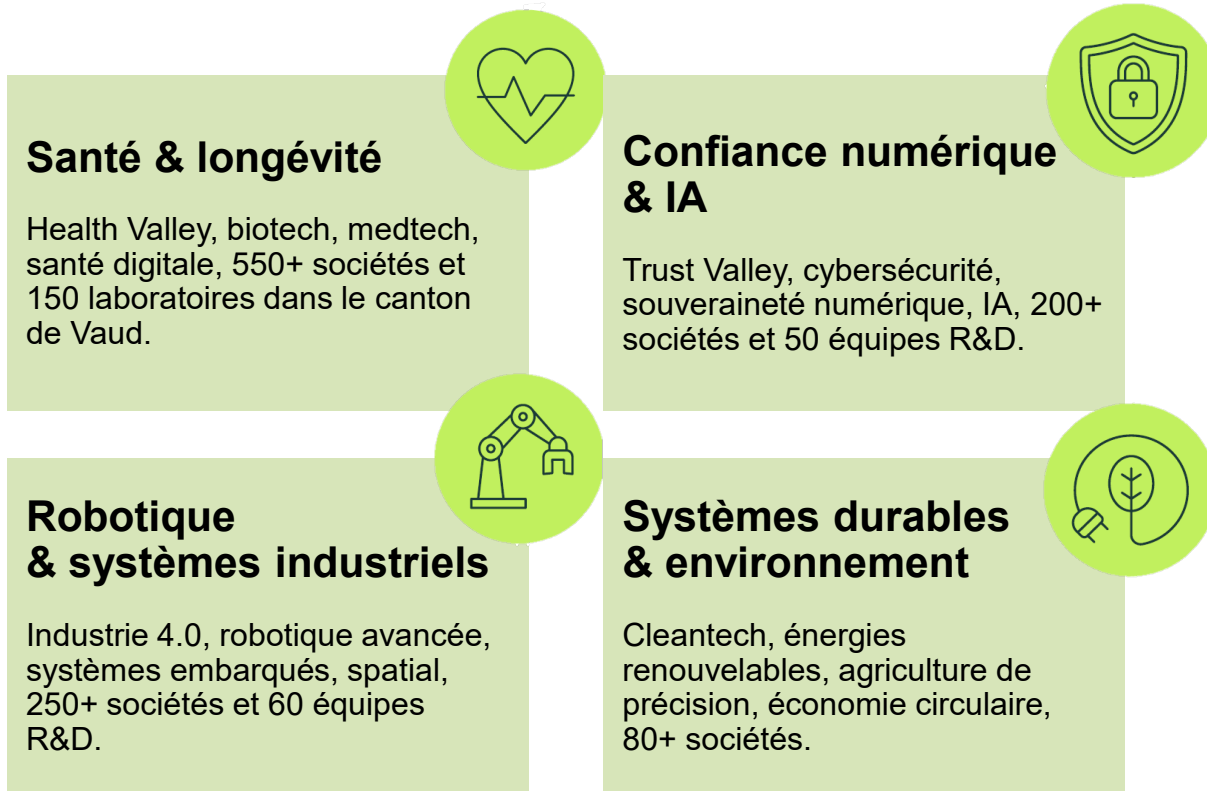 Santé & longévité
Health Valley, biotech, medtech,
santé digitale, 550+ sociétés et
150 laboratoires dans le canton
de Vaud.
Confiance numérique
& IA
Trust Valley, cybersécurité,
souveraineté numérique, IA, 200+
sociétés et 50 équipes R&D.
Robotique
& systèmes industriels
Industrie 4.0, robotique avancée,
systèmes embarqués, spatial,
250+ sociétés et 60 équipes
R&D.
Systèmes durables
& environnement
Cleantech, énergies
renouvelables, agriculture de
précision, économie circulaire,
80+ sociétés.